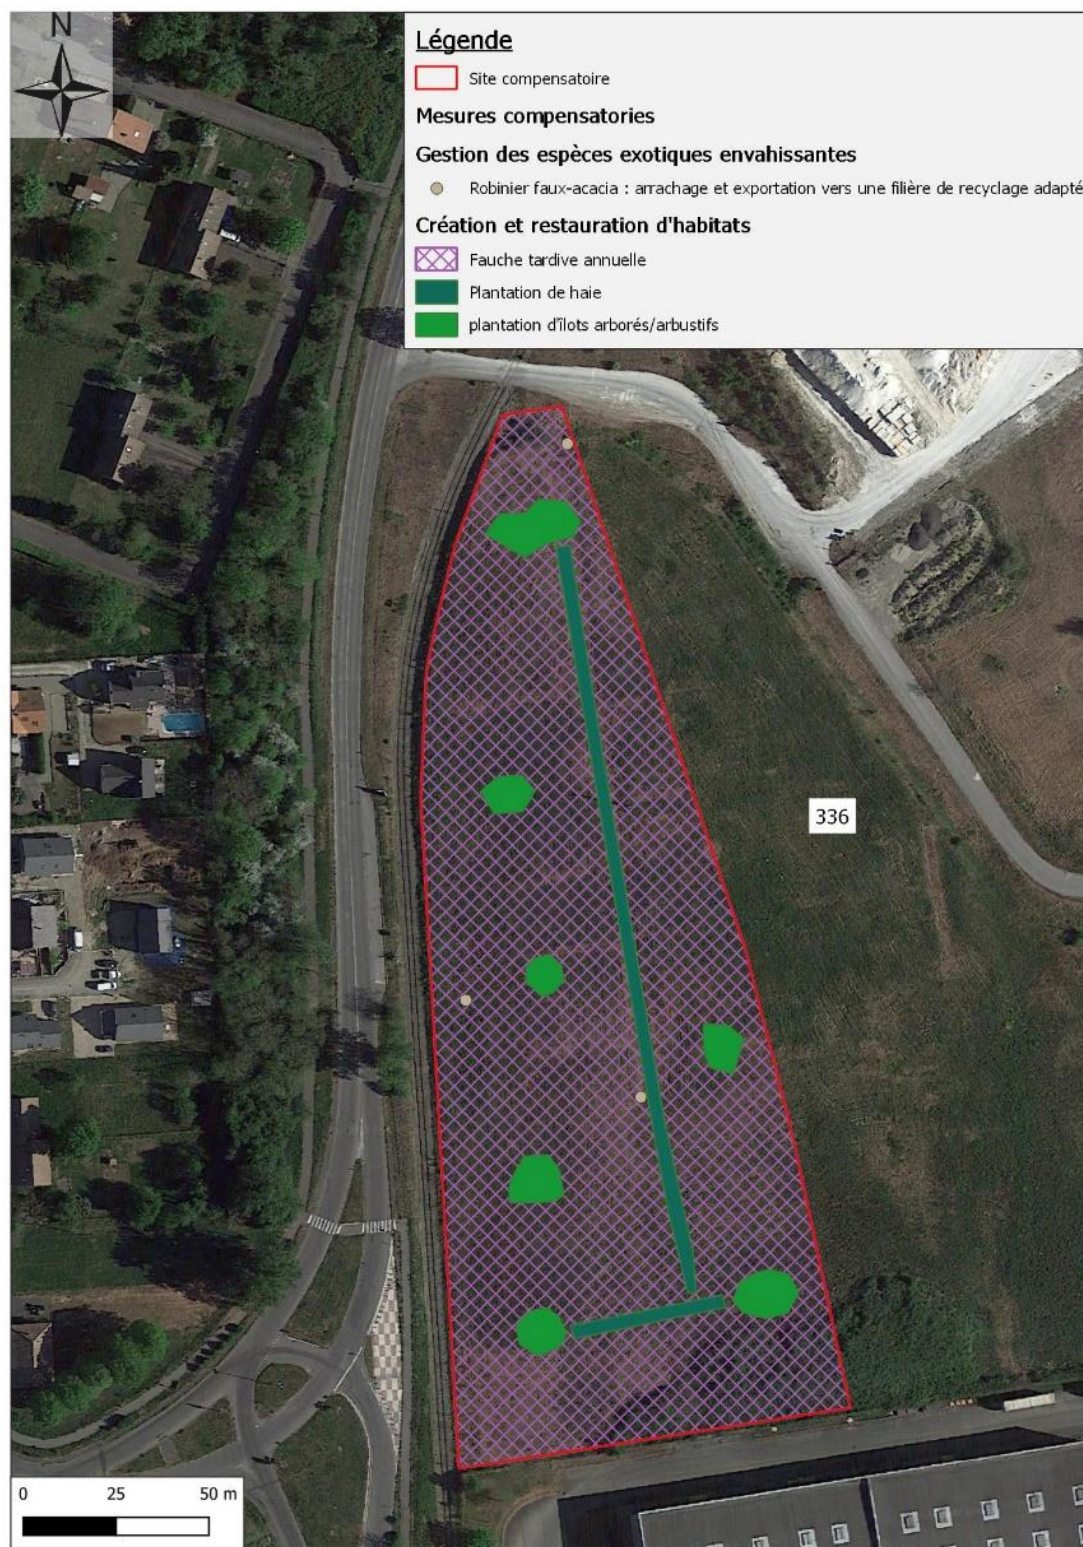 N
Légende
Site compensatoire
Mesures compensatories
Gestion des espèces exotiques envahissantes
Robinier faux-acacia : arrachage et exportation vers une filière de recyclage adapté
Création et restauration d'habitats
Fauche tardive annuelle
Plantation de haie
plantation d'îlots arborés/arbustifs
336
0 25 50 m